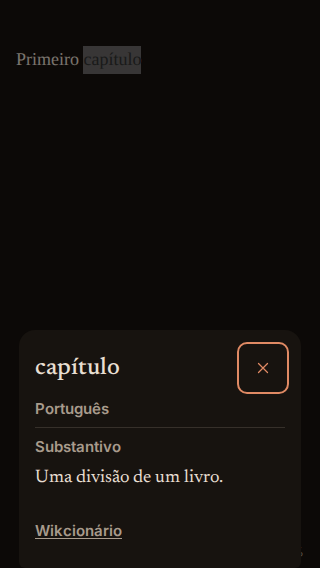 Primeiro capítulo
capítulo
Português
Substantivo
Uma divisão de um livro.
Wikcionário